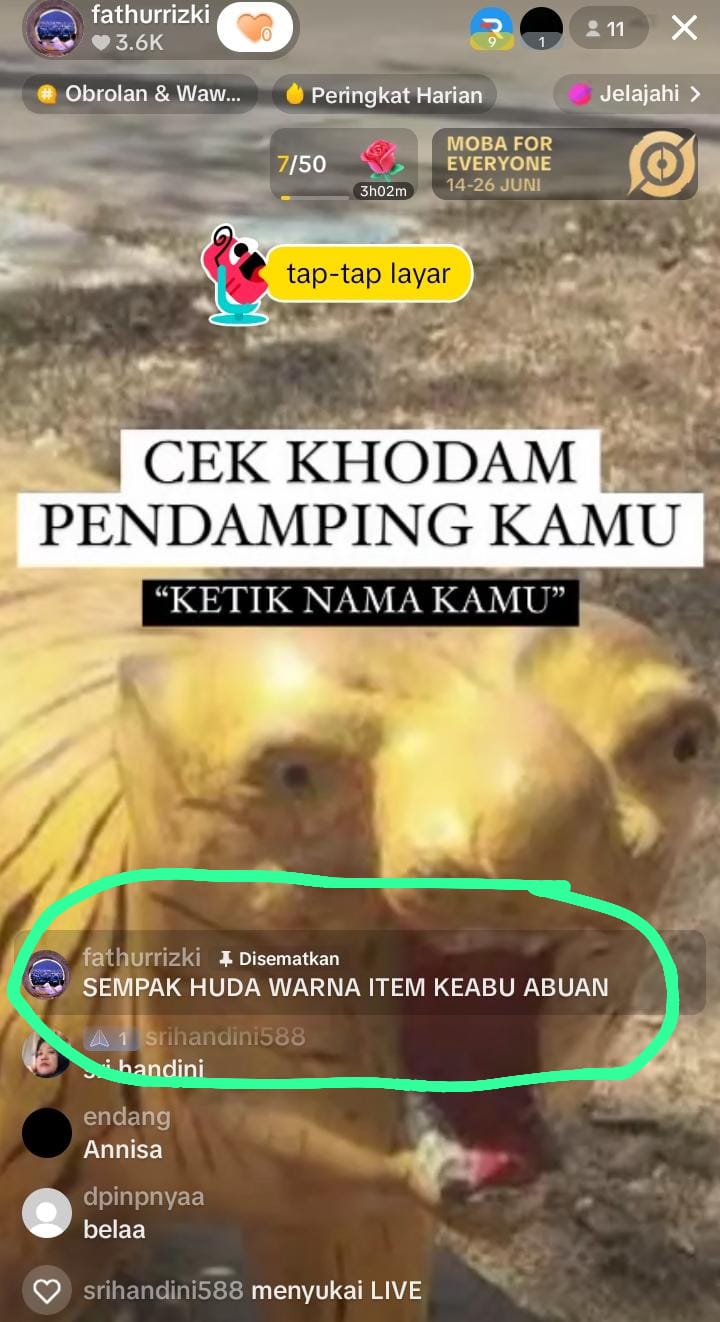 fathurrizki
3.6K
0
9
1
11
Obrolan & Waw...
Peringkat Harian
Jelajahi
7/50
3h02m
MOBA FOR
EVERYONE
14-26 JUNI
tap-tap layar
CEK KHODAM
PENDAMPING KAMU
“KETIK NAMA KAMU”
fathurrizki Disematkan
SEMPAK HUDA WARNA ITEM KEABU ABUAN
1 srihandini588
sri handini
endang
Annisa
dpinpnyaa
belaa
srihandini588 menyukai LIVE